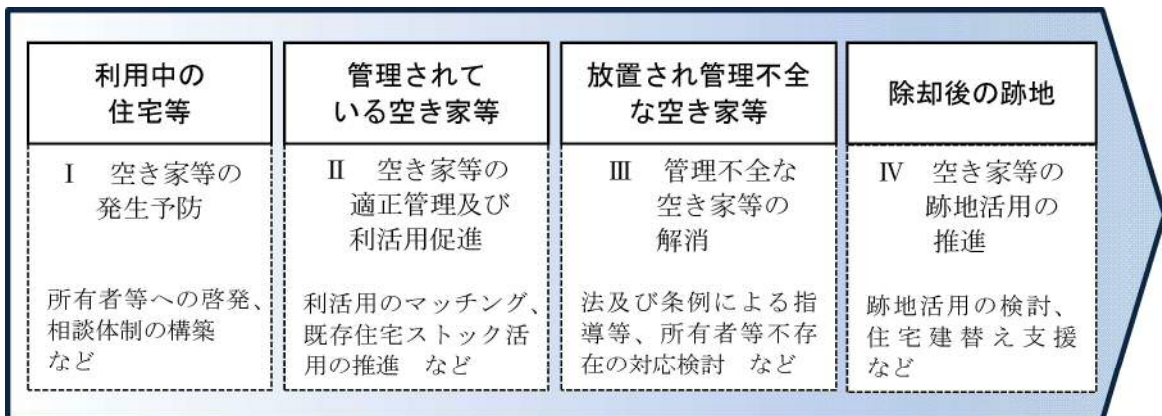 利用中の
住宅等
Ⅰ　空き家等の
発生予防
所有者等への啓発、
相談体制の構築
など
管理されて
いる空き家等
Ⅱ　空き家等の
適正管理及び
利活用促進
利活用のマッチング、
既存住宅ストック活
用の推進　など
放置され管理不全
な空き家等
Ⅲ　管理不全な
空き家等の
解消
法及び条例による指
導等、所有者等不存
在の対応検討　など
除却後の跡地
Ⅳ　空き家等の
跡地活用の
推進
跡地活用の検討、
住宅建替え支援
など